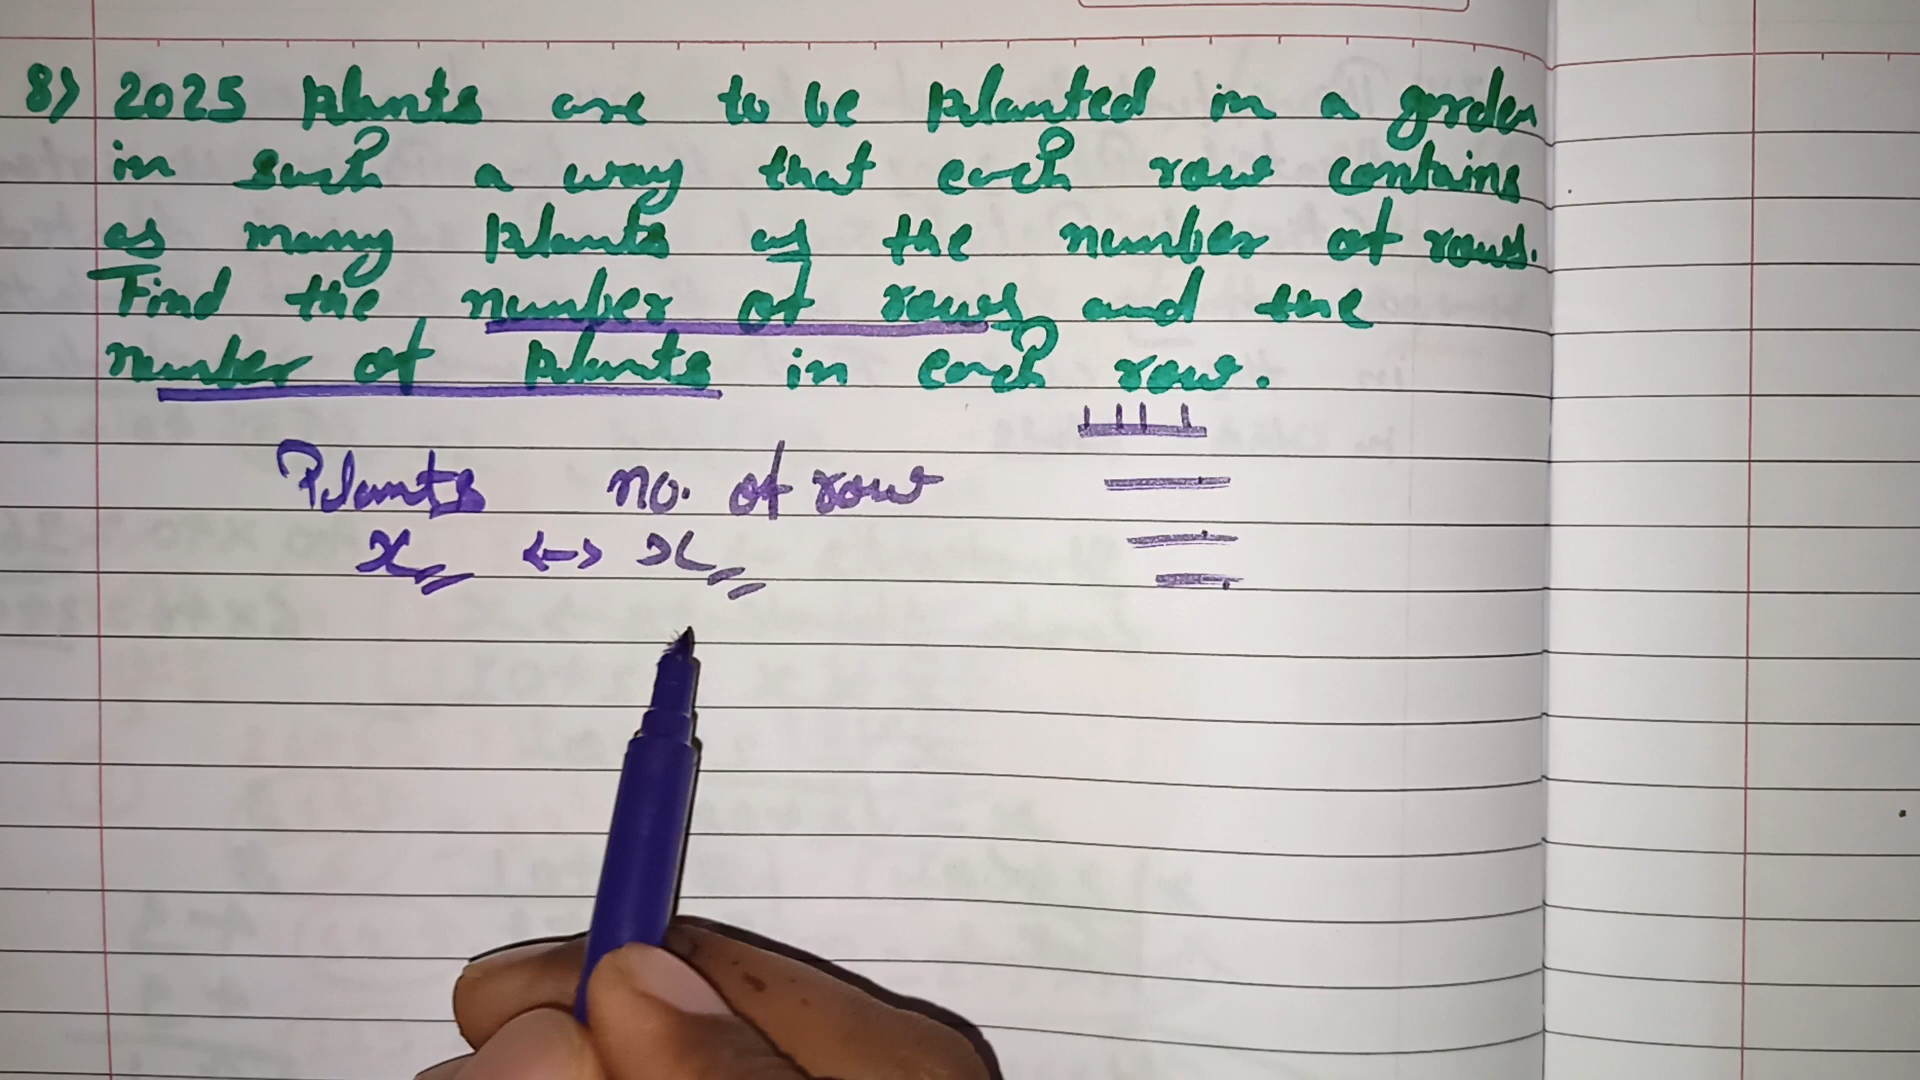 8) 2025 plants are to be planted in a garden
in such a way that each row contains
as many plants as the number of rows.
Find the number of rows and the
number of plants in each row.
Plants no. of row
x ↔ x